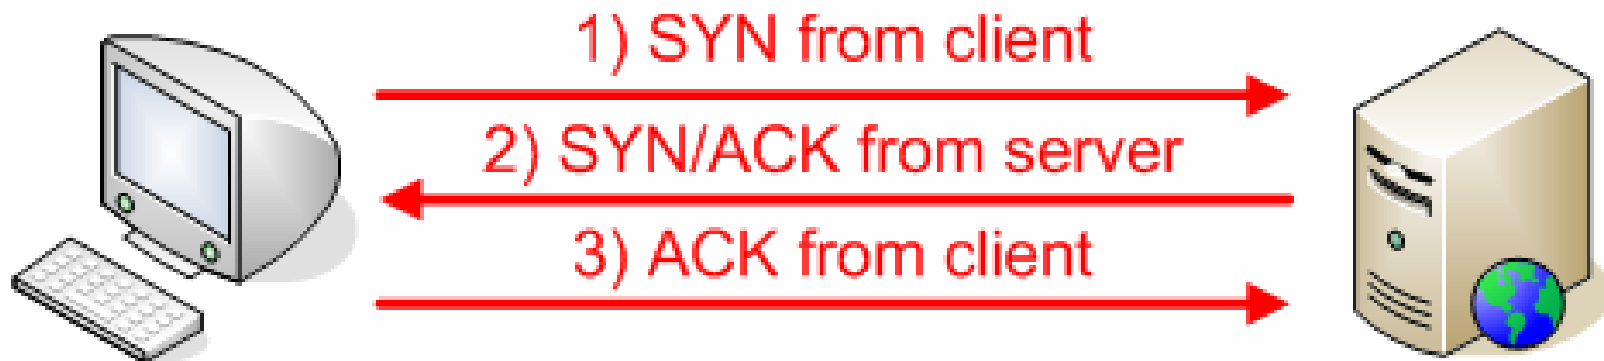 1) SYN from client
2) SYN/ACK from server
3) ACK from client